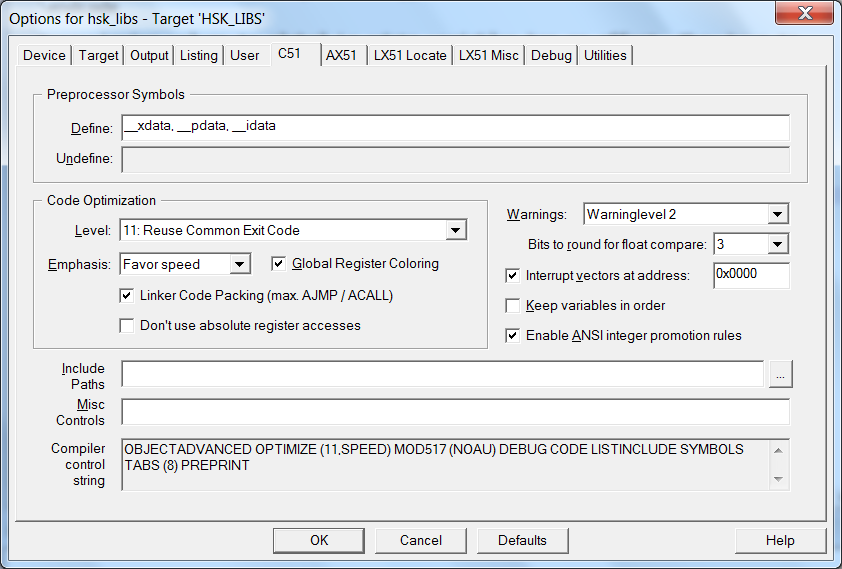 Options for hsk_libs - Target 'HSK_LIBS'
Device Target Output Listing User C51 AX51 LX51 Locate LX51 Misc Debug Utilities
Preprocessor Symbols
Define: __xdata, __pdata, __idata
Undefine:
Code Optimization
Level: 11: Reuse Common Exit Code
Emphasis: Favor speed Global Register Coloring
Linker Code Packing (max. AJMP / ACALL)
Don't use absolute register accesses
Warnings: Warninglevel 2
Bits to round for float compare: 3
Interrupt vectors at address: 0x0000
Keep variables in order
Enable ANSI integer promotion rules
Include
Paths
...
Misc
Controls
Compiler
control
string
OBJECTADVANCED OPTIMIZE (11,SPEED) MOD517 (NOAU) DEBUG CODE LISTINCLUDE SYMBOLS
TABS (8) PREPRINT
OK Cancel Defaults Help